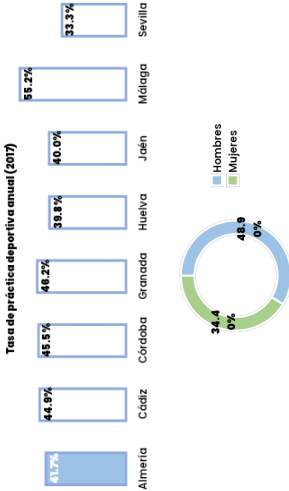 Tasa de práctica deportiva anual (2017)
41.7%
44.9%
45.5%
46.2%
39.8%
40.0%
55.2%
33.3%
Almería
Cádiz
Córdoba
Granada
Huelva
Jaén
Málaga
Sevilla
34.4
0%
48.9
0%
Hombres
Mujeres